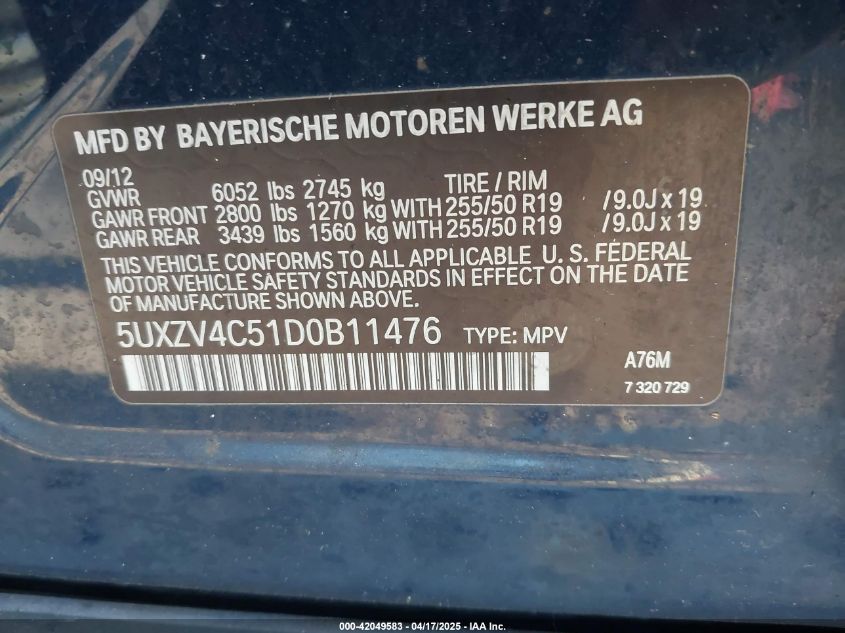 MFD BY BAYERISCHE MOTOREN WERKE AG
09/12 TIRE / RIM
GVWR 6052 lbs 2745 kg
GAWR FRONT 2800 lbs 1270 kg WITH 255/50 R19 /9.0J x 19
GAWR REAR 3439 lbs 1560 kg WITH 255/50 R19 /9.0J x 19
THIS VEHICLE CONFORMS TO ALL APPLICABLE U. S. FEDERAL
MOTOR VEHICLE SAFETY STANDARDS IN EFFECT ON THE DATE
OF MANUFACTURE SHOWN ABOVE.
5UXZV4C51D0B11476 TYPE: MPV
A76M
7 320 729
000-42049583 - 04/17/2025 - IAA Inc.